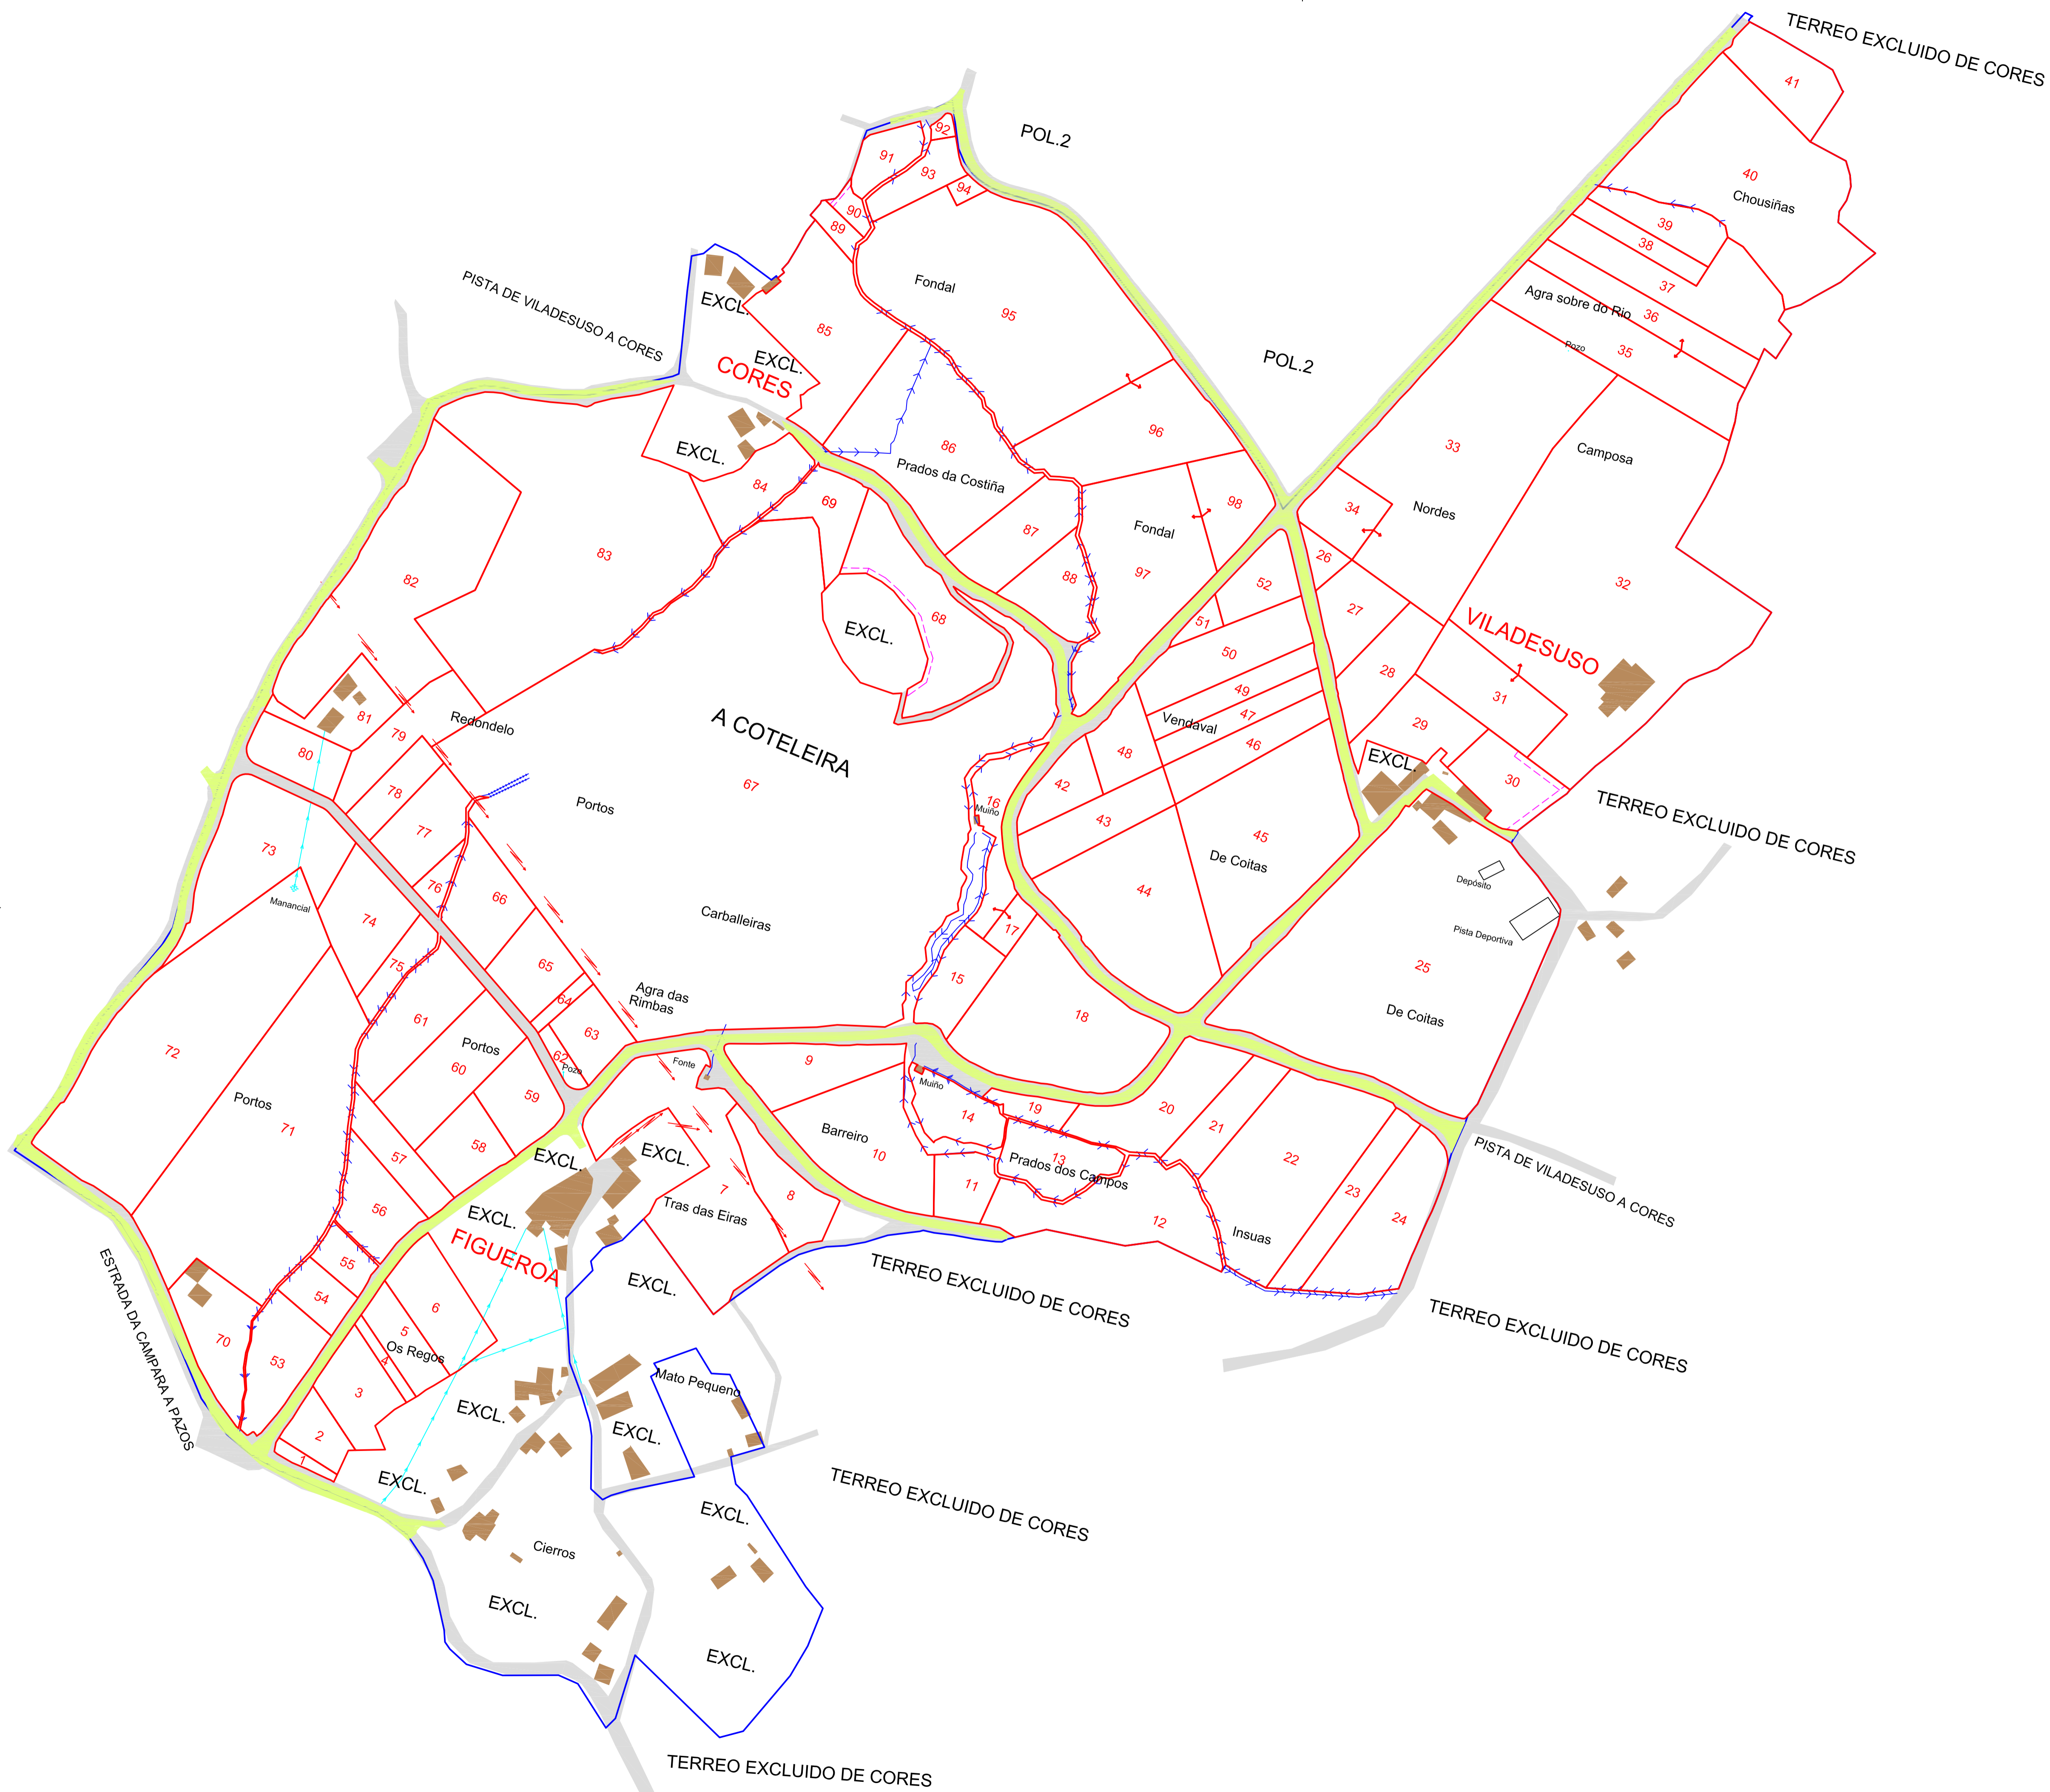 TERREO EXCLUIDO DE CORES
41
POL.2
92
91
93
94
40
Chousiñas
90
89
39
38
37
Fondal
95
Agra sobre do Rio
36
35
Pozo
PISTA DE VILADESUSO A CORES
EXCL.
85
EXCL.
CORES
POL.2
96
86
33
Camposa
EXCL.
Prados da Costiña
84
69
98
34
Nordes
87
Fondal
83
82
88
97
26
52
27
32
68
EXCL.
51
50
VILADESUSO
28
49
31
81
Redondelo
79
A COTELEIRA
Vendaval
47
46
29
80
48
EXCL.
67
42
30
78
Portos
16
Muiño
43
TERREO EXCLUIDO DE CORES
77
45
73
De Coitas
76
66
44
Depósito
Manancial
74
Carballeiras
17
Pista Deportiva
75
65
15
25
64
Agra das
Rimbas
61
63
18
De Coitas
72
Portos
62
Pozo
60
Fonte
9
Muiño
59
Portos
71
14
19
20
21
58
Barreiro
10
EXCL.
EXCL.
57
Prados dos Campos
13
22
PISTA DE VILADESUSO A CORES
7
8
11
23
56
EXCL.
Tras das Eiras
12
24
Insuas
FIGUEROA
55
EXCL.
TERREO EXCLUIDO DE CORES
54
6
ESTRADA DA CAMPARA A PAZOS
70
5
53
Os Regos
4
TERREO EXCLUIDO DE CORES
3
Mato Pequeno
EXCL.
2
EXCL.
1
EXCL.
TERREO EXCLUIDO DE CORES
EXCL.
Cierros
EXCL.
EXCL.
TERREO EXCLUIDO DE CORES